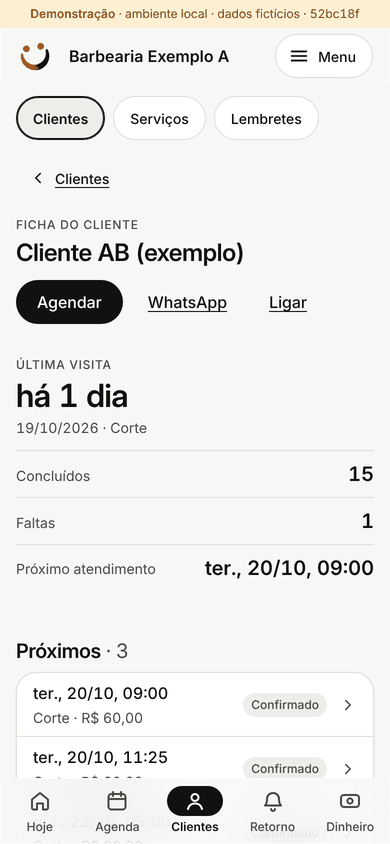 Demonstração · ambiente local · dados fictícios · 52bc18f
Barbearia Exemplo A
Menu
Clientes
Serviços
Lembretes
Clientes
FICHA DO CLIENTE
Cliente AB (exemplo)
Agendar
WhatsApp
Ligar
ÚLTIMA VISITA
há 1 dia
19/10/2026 · Corte
Concluídos
15
Faltas
1
Próximo atendimento
ter., 20/10, 09:00
Próximos · 3
ter., 20/10, 09:00
Confirmado
Corte · R$ 60,00
ter., 20/10, 11:25
Confirmado
Hoje
Agenda
Clientes
Retorno
Dinheiro